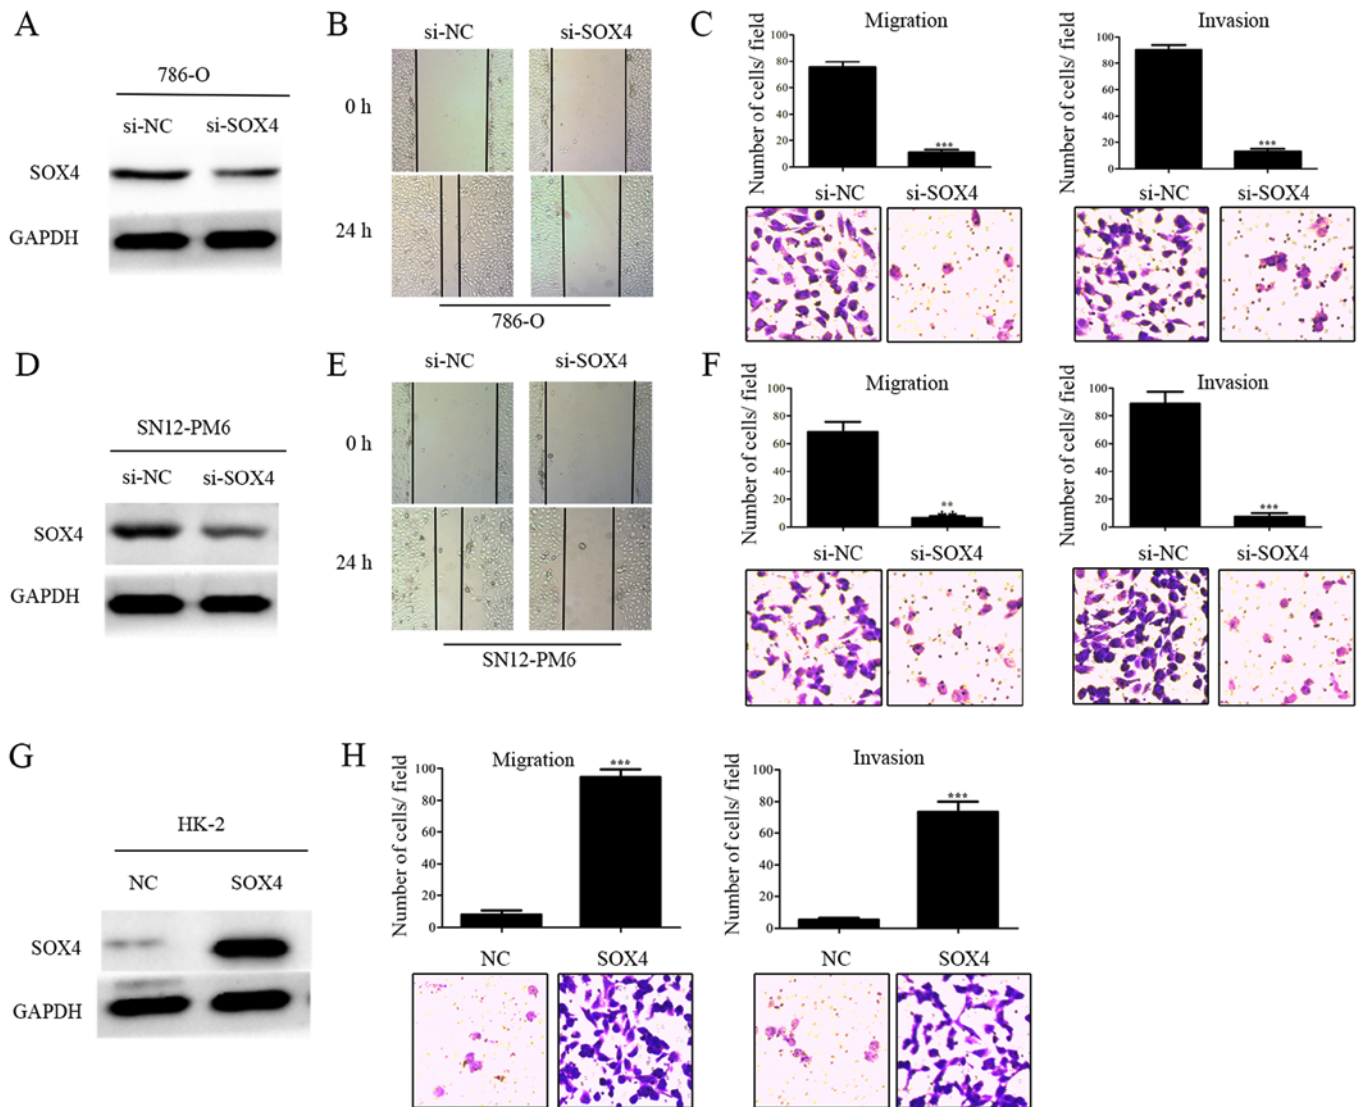 A
786-O
si-NC si-SOX4
SOX4
GAPDH
B
si-NC si-SOX4
0 h
24 h
786-O
C
Migration
Number of cells/ field
100
80
60
40
20
0
***
si-NC si-SOX4
Invasion
Number of cells/ field
100
80
60
40
20
0
***
si-NC si-SOX4
D
SN12-PM6
si-NC si-SOX4
SOX4
GAPDH
E
si-NC si-SOX4
0 h
24 h
SN12-PM6
F
Migration
Number of cells/ field
100
80
60
40
20
0
**
si-NC si-SOX4
Invasion
Number of cells/ field
100
80
60
40
20
0
***
si-NC si-SOX4
G
HK-2
NC SOX4
SOX4
GAPDH
H
Migration
Number of cells/ field
100
80
60
40
20
0
***
NC SOX4
Invasion
Number of cells/ field
100
80
60
40
20
0
***
NC SOX4